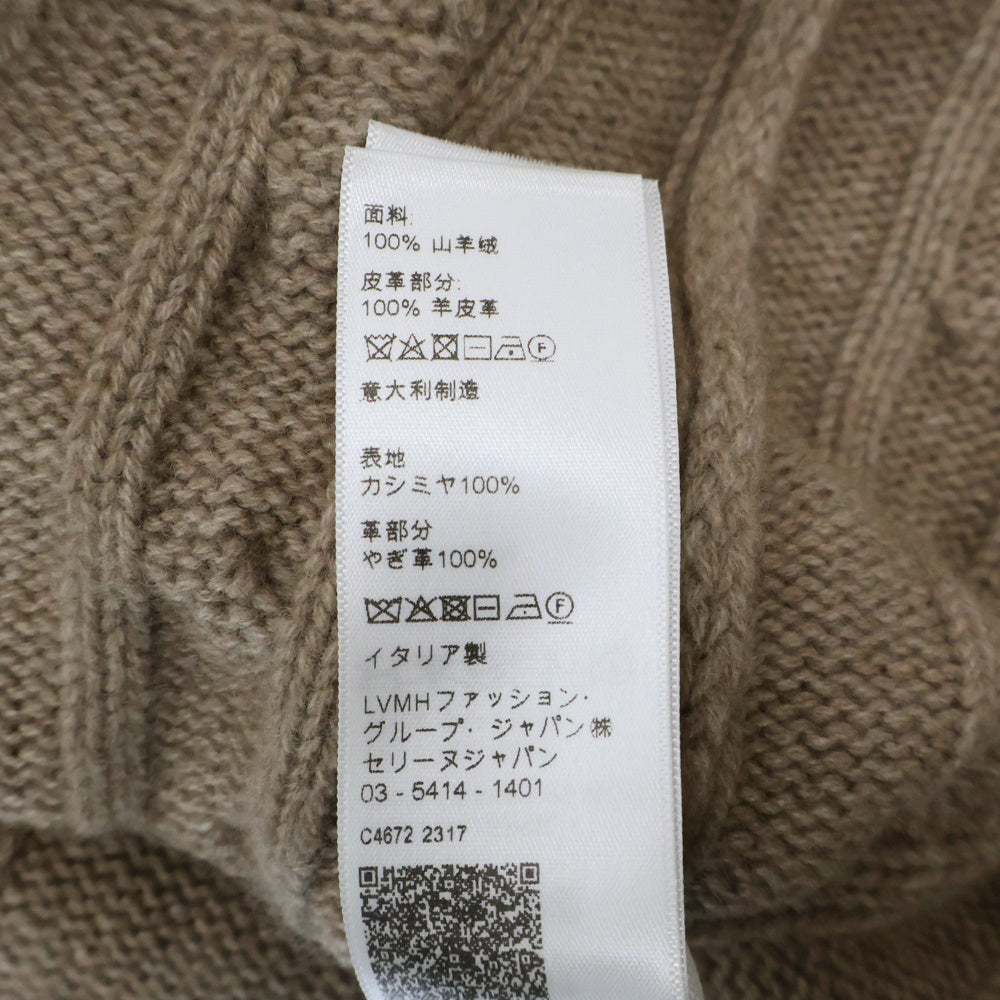 面料:
100% 山羊绒
皮革部分:
100% 羊皮革
F
意大利制造
表地
カシミヤ100%
革部分
やぎ革100%
F
イタリア製
LVMHファッション・
グループ・ジャパン㈱
セリーヌジャパン
03 - 5414 - 1401
C4672 2317